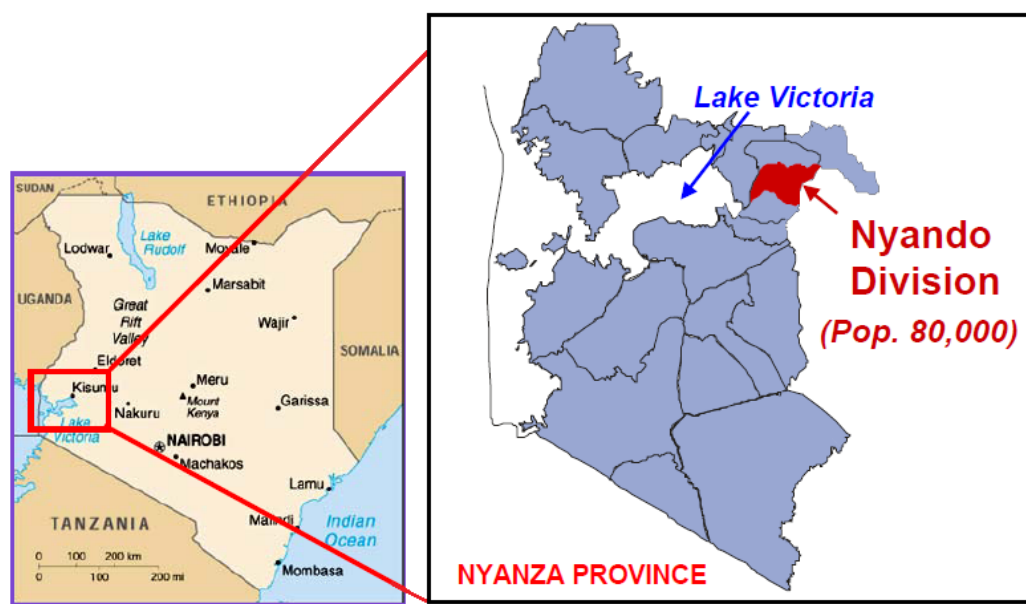 SUDAN
ETHIOPIA
Lake
Rudolf
Lodwar
Moyale
UGANDA
Marsabit
Great
Rift
Valley
Wajir
SOMALIA
Eldoret
Kisumu
Meru
Mount
Kenya
Nakuru
Garissa
Lake
Victoria
NAIROBI
Machakos
Lamu
TANZANIA
Malindi
Indian
Ocean
0 100 200 km
0 100 200 mi
Mombasa
Lake Victoria
Nyando
Division
(Pop. 80,000)
NYANZA PROVINCE